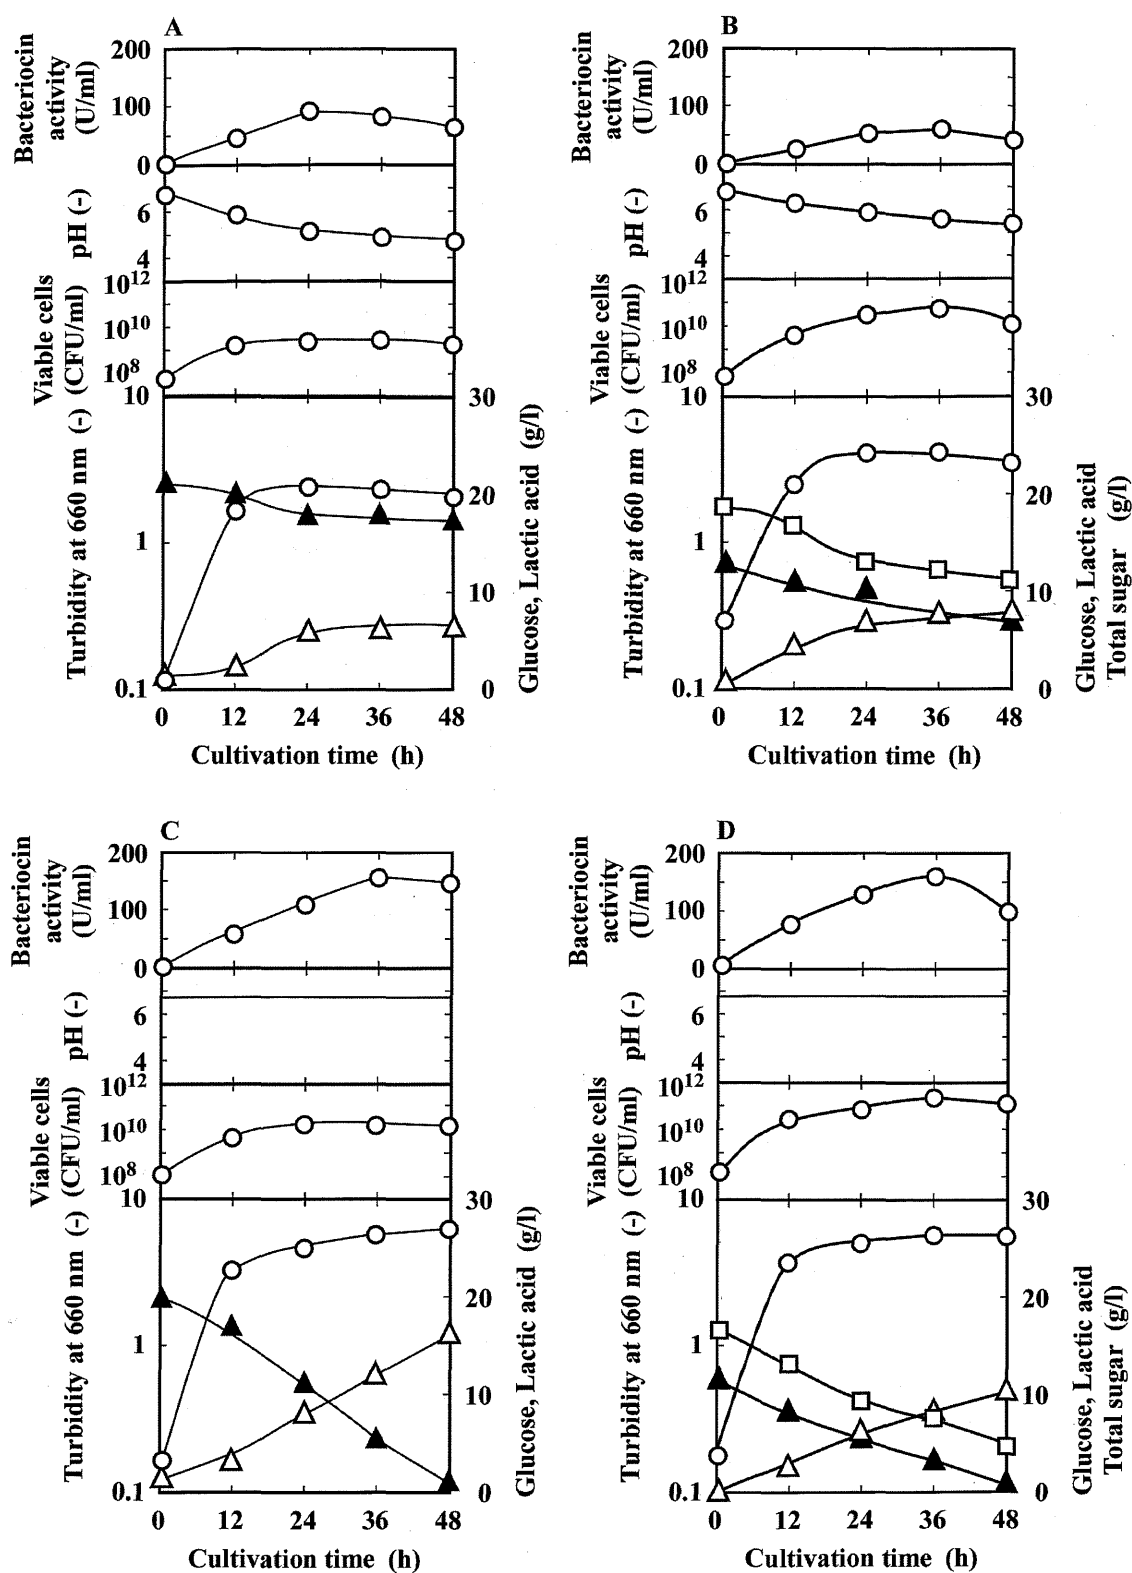 A
Bacteriocin
activity
(U/ml)
200
100
0
pH (-)
6
4
Viable cells
(CFU/ml)
10^12
10^10
10^8
Turbidity at 660 nm (-)
10
1
0.1
30
20
10
0
Glucose, Lactic acid (g/l)
0 12 24 36 48
Cultivation time (h)
B
Bacteriocin
activity
(U/ml)
200
100
0
pH (-)
6
4
Viable cells
(CFU/ml)
10^12
10^10
10^8
Turbidity at 660 nm (-)
10
1
0.1
30
20
10
0
Glucose, Lactic acid
Total sugar (g/l)
0 12 24 36 48
Cultivation time (h)
C
Bacteriocin
activity
(U/ml)
200
100
0
pH (-)
6
4
Viable cells
(CFU/ml)
10^12
10^10
10^8
Turbidity at 660 nm (-)
10
1
0.1
30
20
10
0
Glucose, Lactic acid (g/l)
0 12 24 36 48
Cultivation time (h)
D
Bacteriocin
activity
(U/ml)
200
100
0
pH (-)
6
4
Viable cells
(CFU/ml)
10^12
10^10
10^8
Turbidity at 660 nm (-)
10
1
0.1
30
20
10
0
Glucose, Lactic acid
Total sugar (g/l)
0 12 24 36 48
Cultivation time (h)